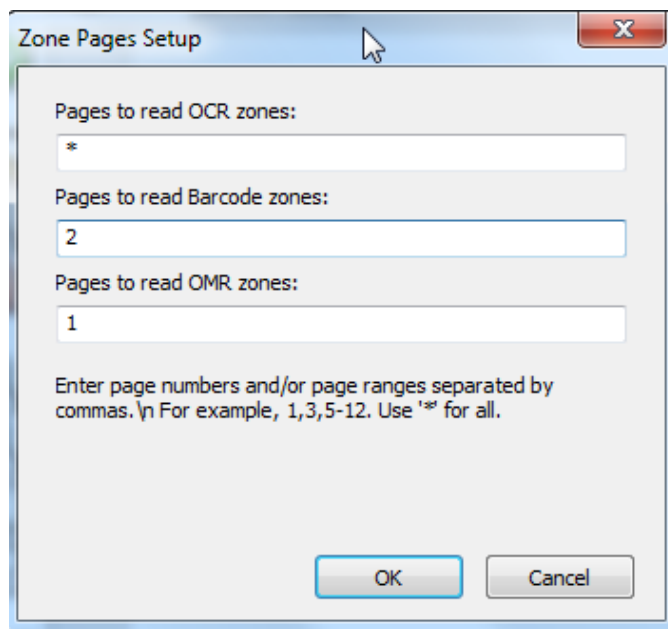 Zone Pages Setup
Pages to read OCR zones:
*
Pages to read Barcode zones:
2
Pages to read OMR zones:
1
Enter page numbers and/or page ranges separated by
commas.\n For example, 1,3,5-12. Use '*' for all.
OK Cancel